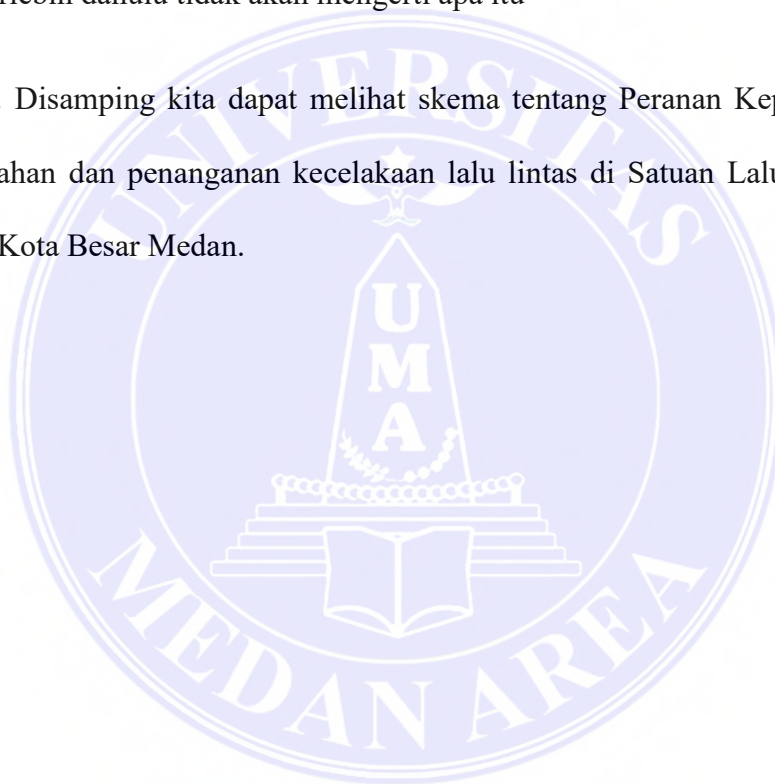 dahulu tidak akan mengerti apa itu
Disamping kita dapat melihat skema tentang Peranan Kep
ahan dan penanganan kecelakaan lalu lintas di Satuan Lalu
Kota Besar Medan.
UNIVERSITAS
U
M
A
MEDAN AREA